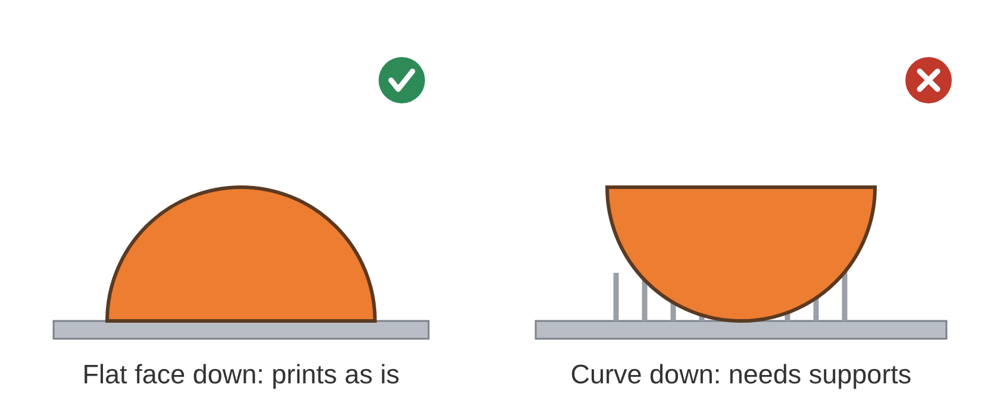 Flat face down: prints as is
Curve down: needs supports